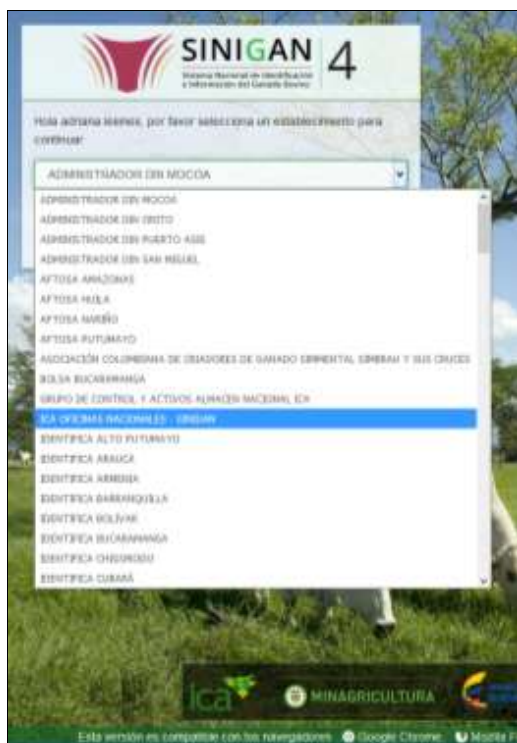 SINIGAN 4
Sistema Nacional de Identificación
e Información del Ganado Bovino
Hola adriana lemos, por favor selecciona un establecimiento para
continuar
ADMINISTRADOR DIN MOCOA
ADMINISTRADOR DIN MOCOA
ADMINISTRADOR DIN ORITO
ADMINISTRADOR DIN PUERTO ASIS
ADMINISTRADOR DIN SAN MIGUEL
AFTOSA AMAZONAS
AFTOSA HUILA
AFTOSA NARIÑO
AFTOSA PUTUMAYO
ASOCIACIÓN COLOMBIANA DE CRIADORES DE GANADO SIMMENTAL SIMBRAH Y SUS CRUCES
BOLSA BUCARAMANGA
GRUPO DE CONTROL Y ACTIVOS ALMACEN NACIONAL ICA
ICA OFICINAS NACIONALES - SINIGAN
IDENTIFICA ALTO PUTUMAYO
IDENTIFICA ARAUCA
IDENTIFICA ARMENIA
IDENTIFICA BARRANQUILLA
IDENTIFICA BOLÍVAR
IDENTIFICA BUCARAMANGA
IDENTIFICA CHIGORODO
IDENTIFICA CUBARÁ
ica MINAGRICULTURA
Esta versión es compatible con los navegadores Google Chrome Mozilla F